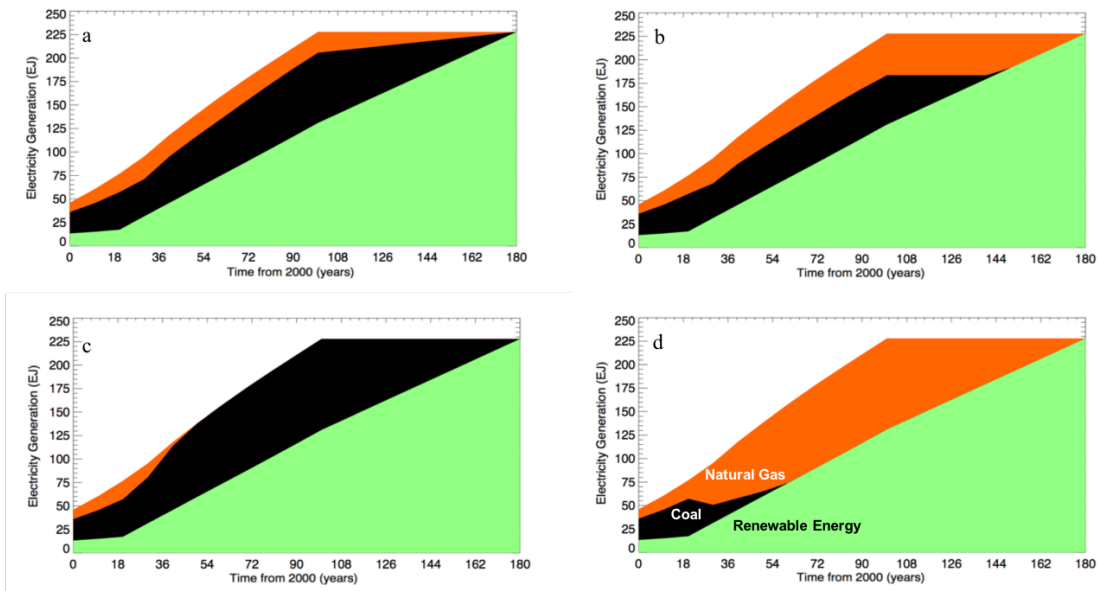 a
Electricity Generation (EJ)
250
225
200
175
150
125
100
75
50
25
0
0 18 36 54 72 90 108 126 144 162 180
Time from 2000 (years)
b
Electricity Generation (EJ)
250
225
200
175
150
125
100
75
50
25
0
0 18 36 54 72 90 108 126 144 162 180
Time from 2000 (years)
c
Electricity Generation (EJ)
250
225
200
175
150
125
100
75
50
25
0
0 18 36 54 72 90 108 126 144 162 180
Time from 2000 (years)
d
Electricity Generation (EJ)
250
225
200
175
150
125
100
75
50
25
0
Natural Gas
Coal
Renewable Energy
0 18 36 54 72 90 108 126 144 162 180
Time from 2000 (years)